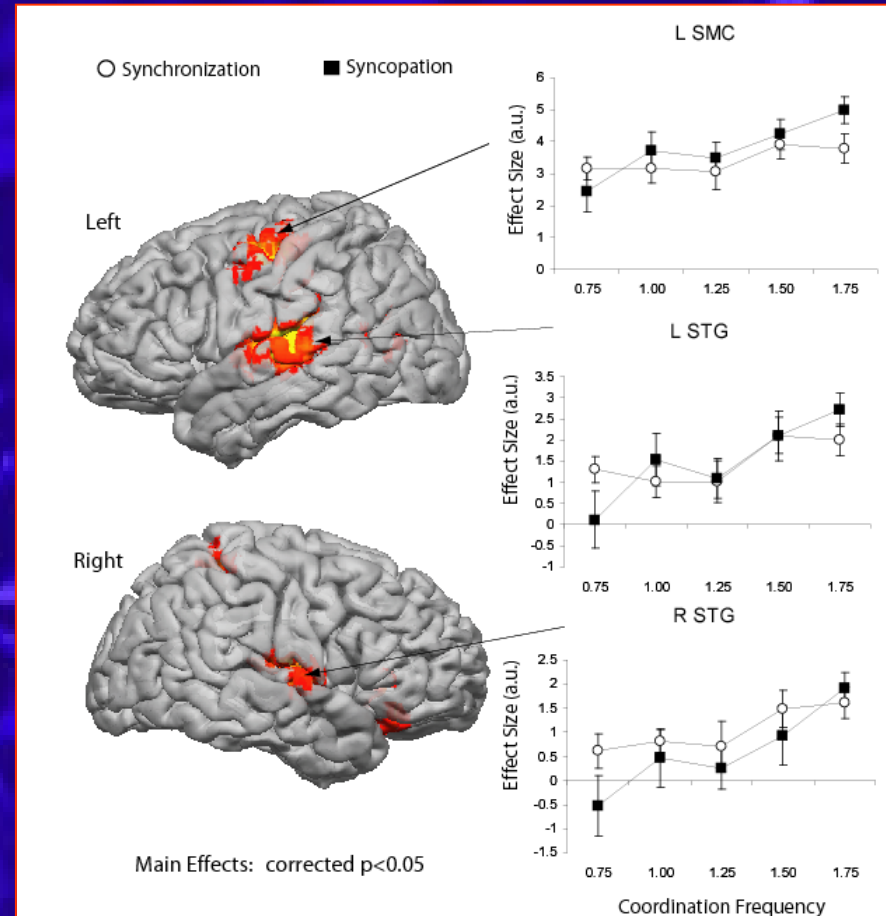 L SMC
Synchronization Syncopation
Effect Size (a.u.)
6
5
4
3
2
1
0
0.75 1.00 1.25 1.50 1.75
Left
L STG
Effect Size (a.u.)
3.5
3
2.5
2
1.5
1
0.5
0
-0.5
-1
0.75 1.00 1.25 1.50 1.75
Right
R STG
Effect Size (a.u.)
2.5
2
1.5
1
0.5
0
-0.5
-1
-1.5
0.75 1.00 1.25 1.50 1.75
Main Effects: corrected p<0.05
Coordination Frequency